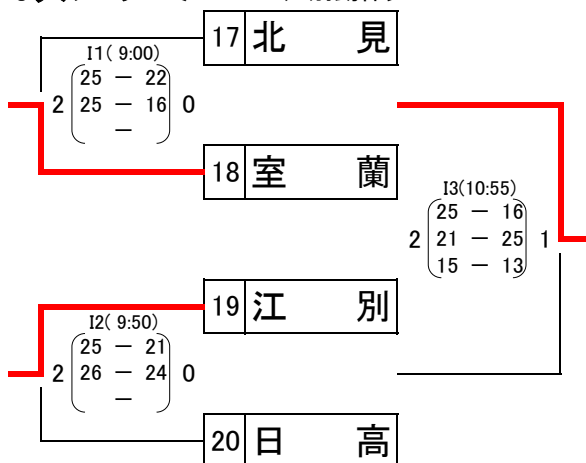 17 北 見
I1( 9:00)
25 － 22
2 25 － 16 0
－
18 室 蘭
I3(10:55)
25 － 16
2 21 － 25 1
15 － 13
19 江 別
I2( 9:50)
25 － 21
2 26 － 24 0
－
20 日 高